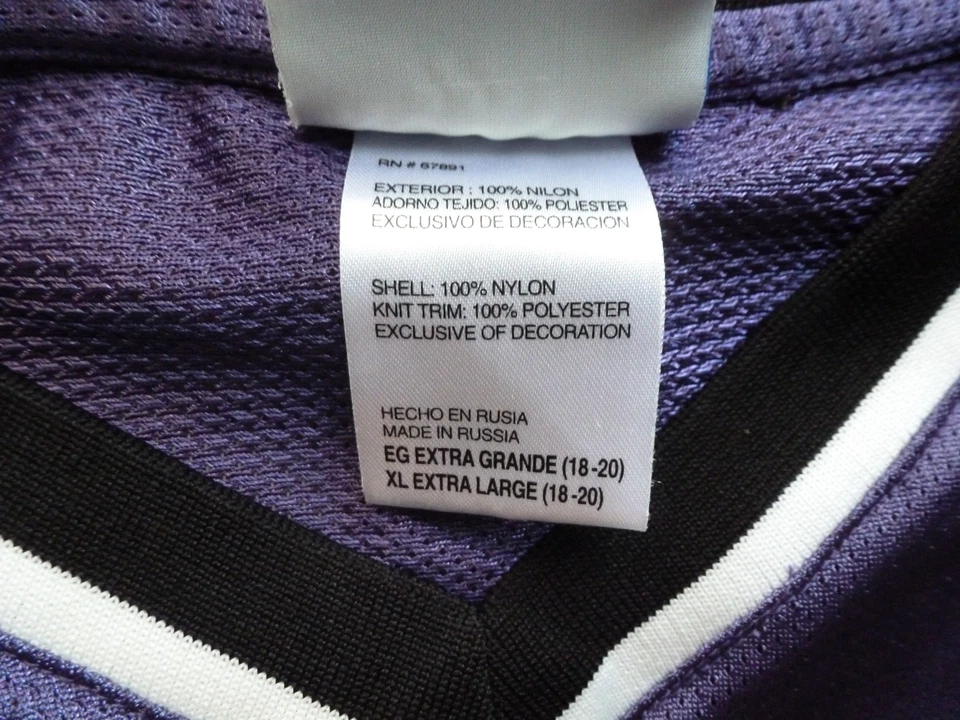 RN # 67891
EXTERIOR : 100% NILON
ADORNO TEJIDO: 100% POLIESTER
EXCLUSIVO DE DECORACION
SHELL: 100% NYLON
KNIT TRIM: 100% POLYESTER
EXCLUSIVE OF DECORATION
HECHO EN RUSIA
MADE IN RUSSIA
EG EXTRA GRANDE (18-20)
XL EXTRA LARGE (18-20)